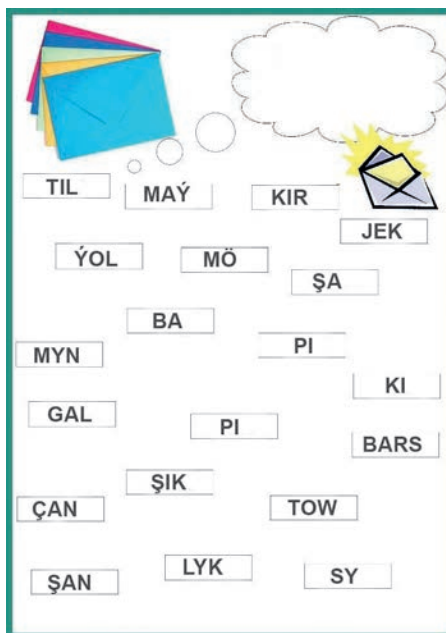 TIL
MAÝ
KIR
JEK
ÝOL
MÖ
ŞA
BA
PI
MYN
KI
GAL
PI
BARS
ŞIK
ÇAN
TOW
LYK
ŞAN
SY